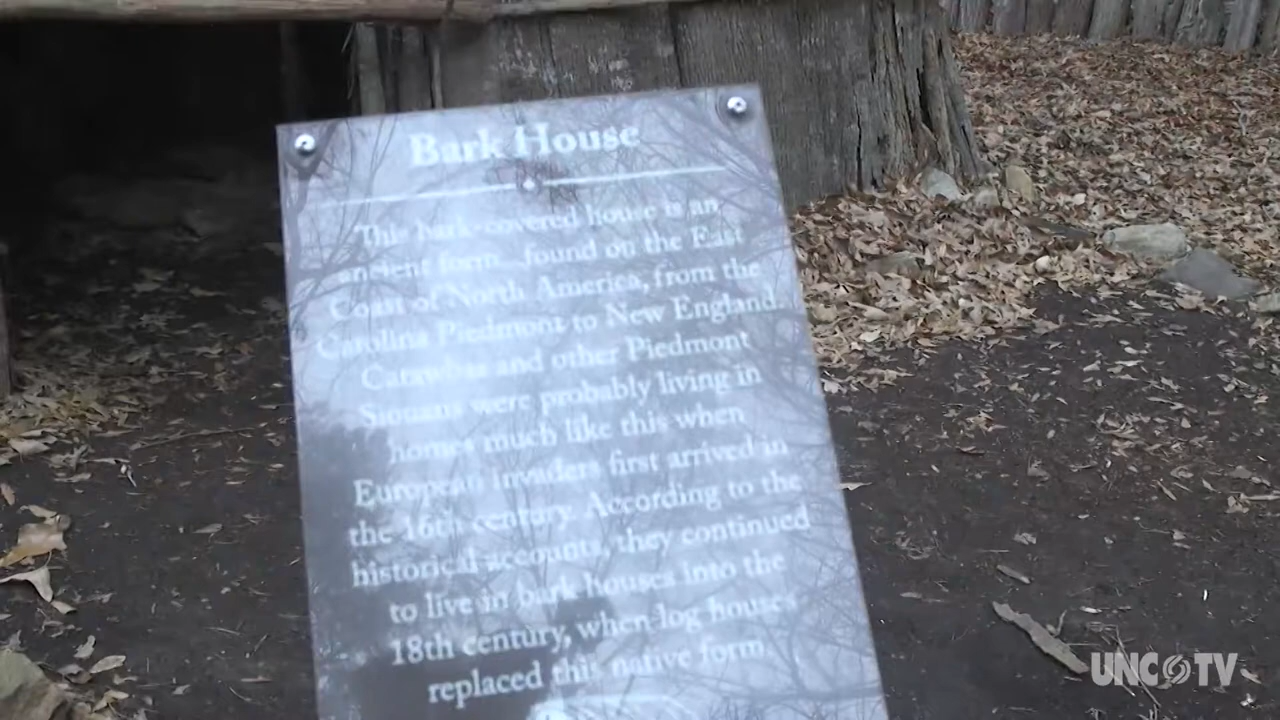 Bark House
This bark-covered house is an
ancient form...found on the East
Coast of North America, from the
Carolina Piedmont to New England.
Catawbas and other Piedmont
Siouans were probably living in
homes much like this when
European invaders first arrived in
the 16th century. According to the
historical accounts, they continued
to live in bark houses into the
18th century, when log houses
replaced this native form.
UNC TV